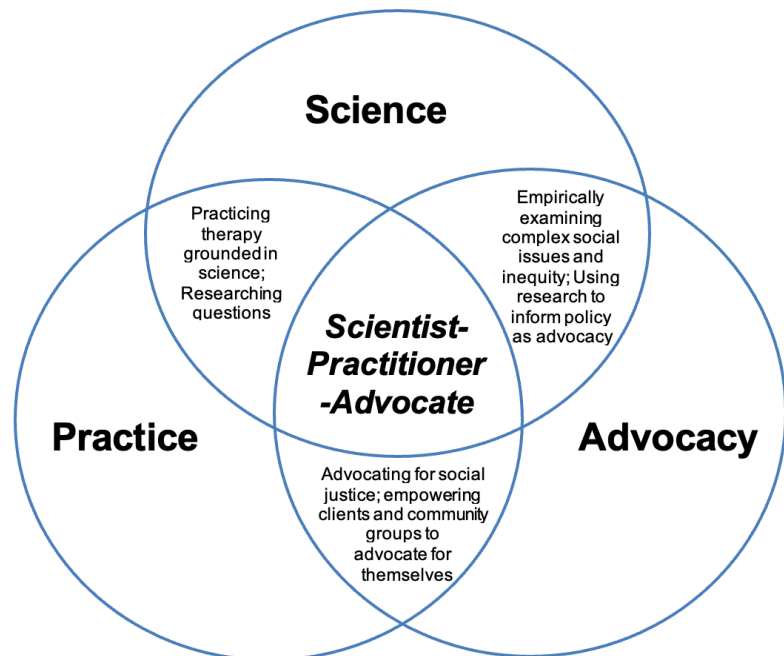 Science
Practicing
therapy
grounded in
science;
Researching
questions
Empirically
examining
complex social
issues and
inequity; Using
research to
inform policy
as advocacy
Scientist-
Practitioner
-Advocate
Practice
Advocacy
Advocating for social
justice; empowering
clients and community
groups to
advocate for
themselves